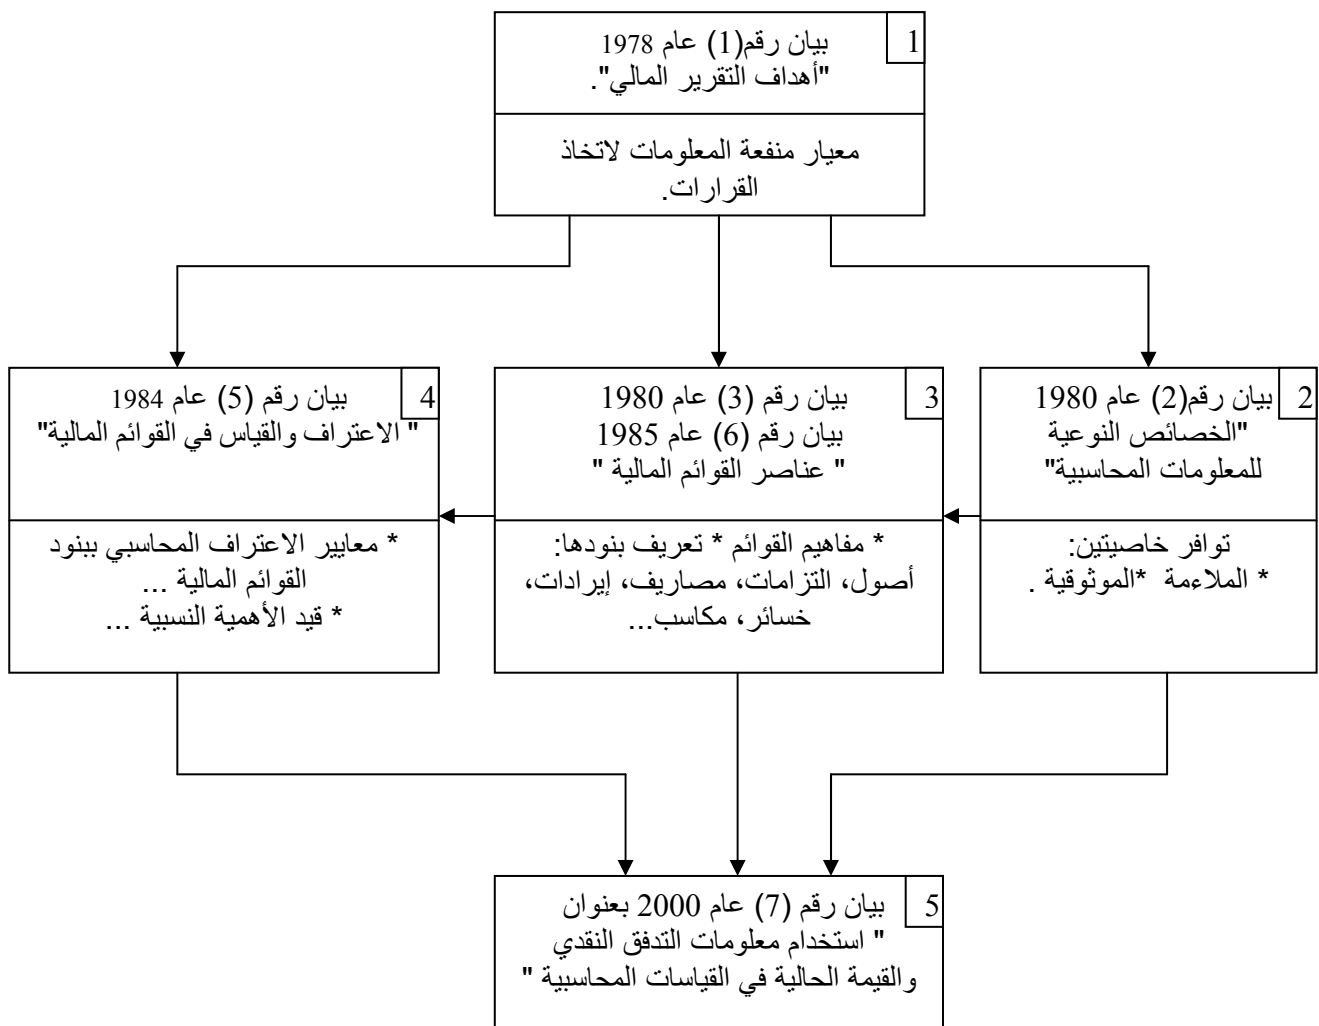 1
بيان رقم(1) عام 1978
"أهداف التقرير المالي".
معيار منفعة المعلومات لاتخاذ
القرارات.
2
بيان رقم(2) عام 1980
"الخصائص النوعية
للمعلومات المحاسبية"
توافر خاصيتين:
* الملاءمة *الموثوقية .
3
بيان رقم (3) عام 1980
بيان رقم (6) عام 1985
" عناصر القوائم المالية "
* مفاهيم القوائم * تعريف بنودها:
أصول، التزامات، مصاريف، إيرادات،
خسائر، مكاسب...
4
بيان رقم (5) عام 1984
" الاعتراف والقياس في القوائم المالية"
* معايير الاعتراف المحاسبي ببنود
القوائم المالية ...
* قيد الأهمية النسبية ...
5
بيان رقم (7) عام 2000 بعنوان
" استخدام معلومات التدفق النقدي
والقيمة الحالية في القياسات المحاسبية "